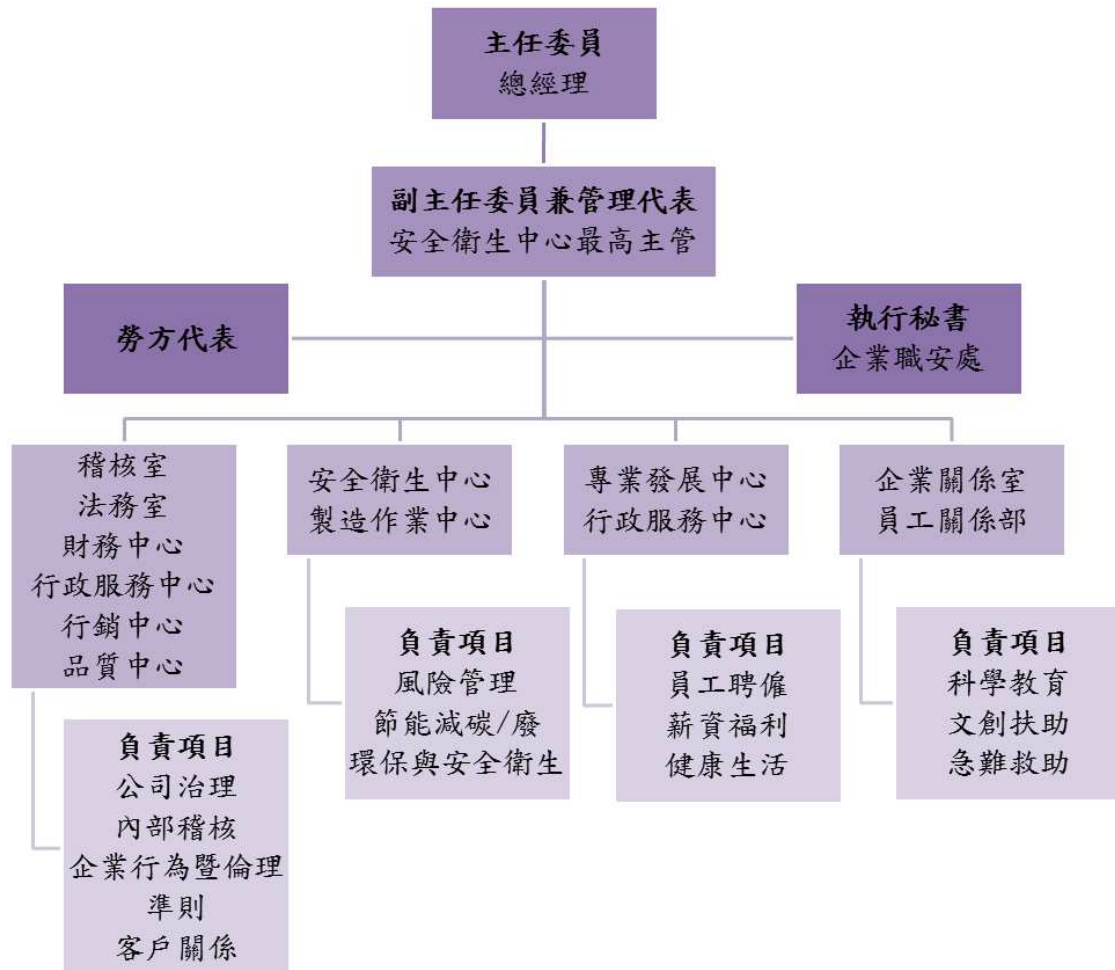 主任委員
總經理
副主任委員兼管理代表
安全衛生中心最高主管
勞方代表
執行秘書
企業職安處
稽核室
法務室
財務中心
行政服務中心
行銷中心
品質中心
負責項目
公司治理
內部稽核
企業行為暨倫理
準則
客戶關係
安全衛生中心
製造作業中心
負責項目
風險管理
節能減碳/廢
環保與安全衛生
專業發展中心
行政服務中心
負責項目
員工聘僱
薪資福利
健康生活
企業關係室
員工關係部
負責項目
科學教育
文創扶助
急難救助